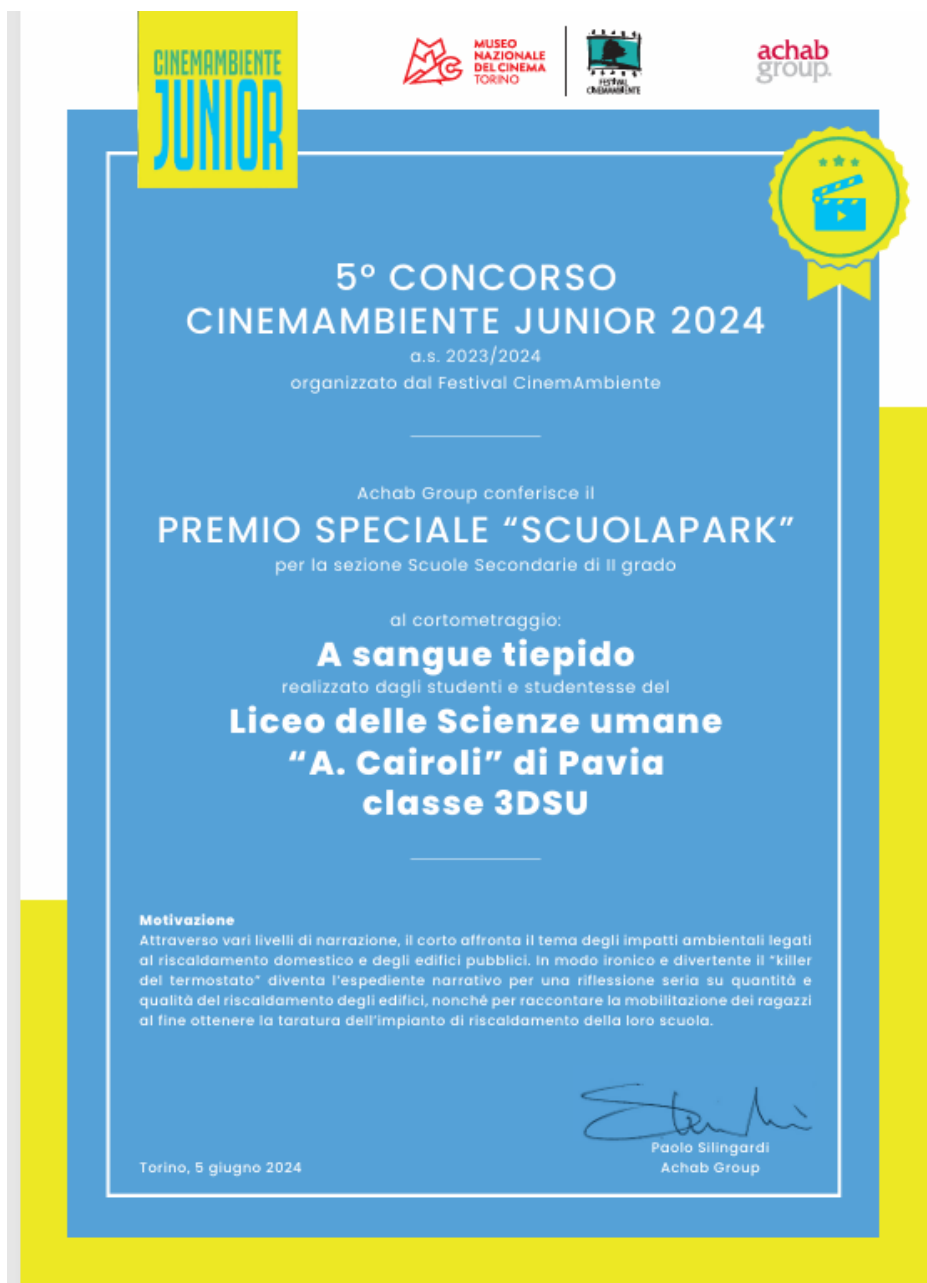 CINEMAMBIENTE
JUNIOR
MUSEO
NAZIONALE
DEL CINEMA
TORINO
FESTIVAL
CINEMAMBIENTE
achab
group.
5° CONCORSO
CINEMAMBIENTE JUNIOR 2024
a.s. 2023/2024
organizzato dal Festival CinemAmbiente
Achab Group conferisce il
PREMIO SPECIALE “SCUOLAPARK”
per la sezione Scuole Secondarie di II grado
al cortometraggio:
A sangue tiepido
realizzato dagli studenti e studentesse del
Liceo delle Scienze umane
“A. Cairoli” di Pavia
classe 3DSU
Motivazione
Attraverso vari livelli di narrazione, il corto affronta il tema degli impatti ambientali legati
al riscaldamento domestico e degli edifici pubblici. In modo ironico e divertente il “killer
del termostato” diventa l’espediente narrativo per una riflessione seria su quantità e
qualità del riscaldamento degli edifici, nonché per raccontare la mobilitazione dei ragazzi
al fine ottenere la taratura dell’impianto di riscaldamento della loro scuola.
Paolo Silingardi
Torino, 5 giugno 2024
Achab Group